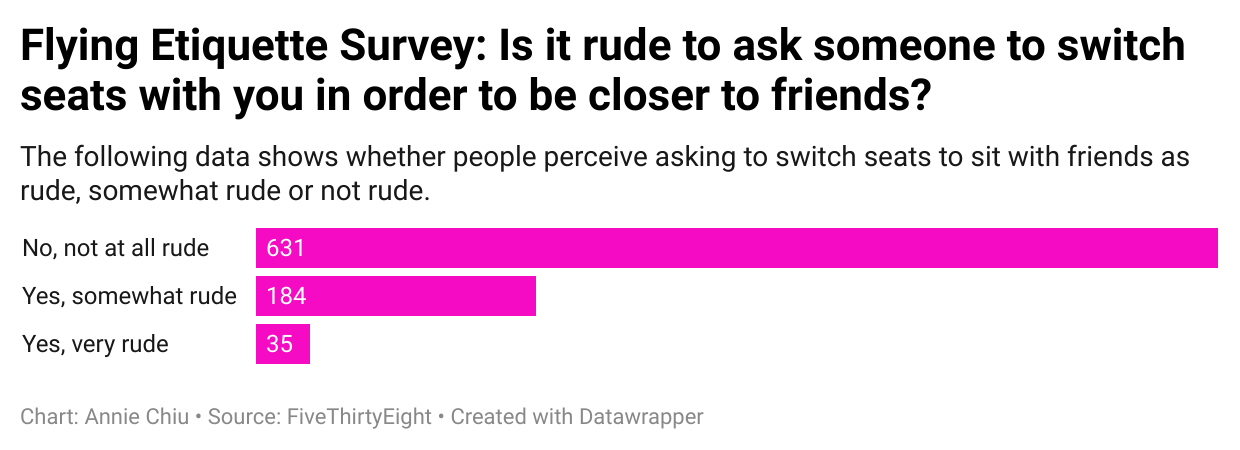 Flying Etiquette Survey: Is it rude to ask someone to switch
seats with you in order to be closer to friends?
The following data shows whether people perceive asking to switch seats to sit with friends as
rude, somewhat rude or not rude.
No, not at all rude 631
Yes, somewhat rude 184
Yes, very rude 35
Chart: Annie Chiu • Source: FiveThirtyEight • Created with Datawrapper